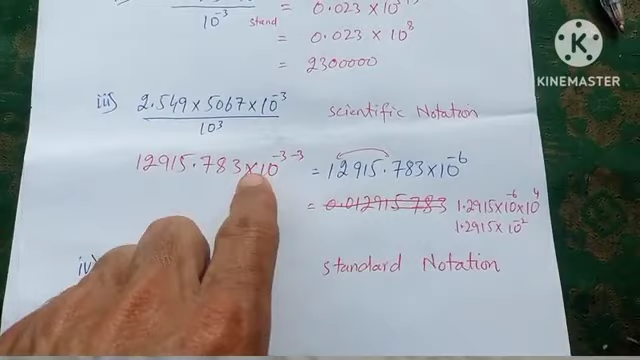 10⁻³ stand = 0.023 × 10
= 0.023 × 10⁸
= 2300000
KINEMASTER
iii) 2.549 × 5067 × 10⁻³ scientific Notation
10³
12915.783 × 10⁻³⁻³ = 12915.783 × 10⁻⁶
= 0.012915783 1.2915 × 10⁻⁶ × 10⁴
1.2915 × 10⁻²
iv) standard Notation